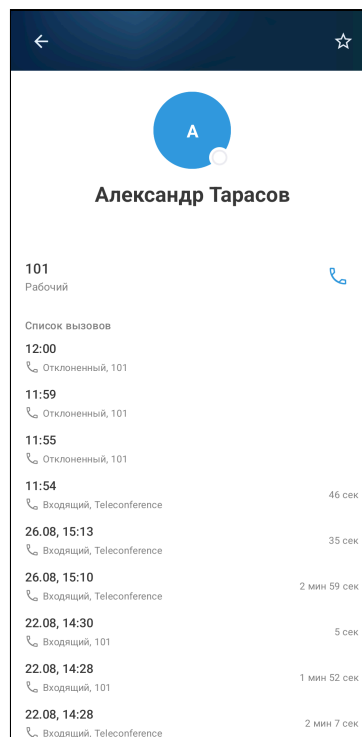 А
Александр Тарасов
101
Рабочий
Список вызовов
12:00
Отклоненный, 101
11:59
Отклоненный, 101
11:55
Отклоненный, 101
11:54
Входящий, Teleconference
46 сек
26.08, 15:13
Входящий, Teleconference
35 сек
26.08, 15:10
Входящий, Teleconference
2 мин 59 сек
22.08, 14:30
Входящий, 101
5 сек
22.08, 14:28
Входящий, 101
1 мин 52 сек
22.08, 14:28
Входящий, Teleconference
2 мин 7 сек